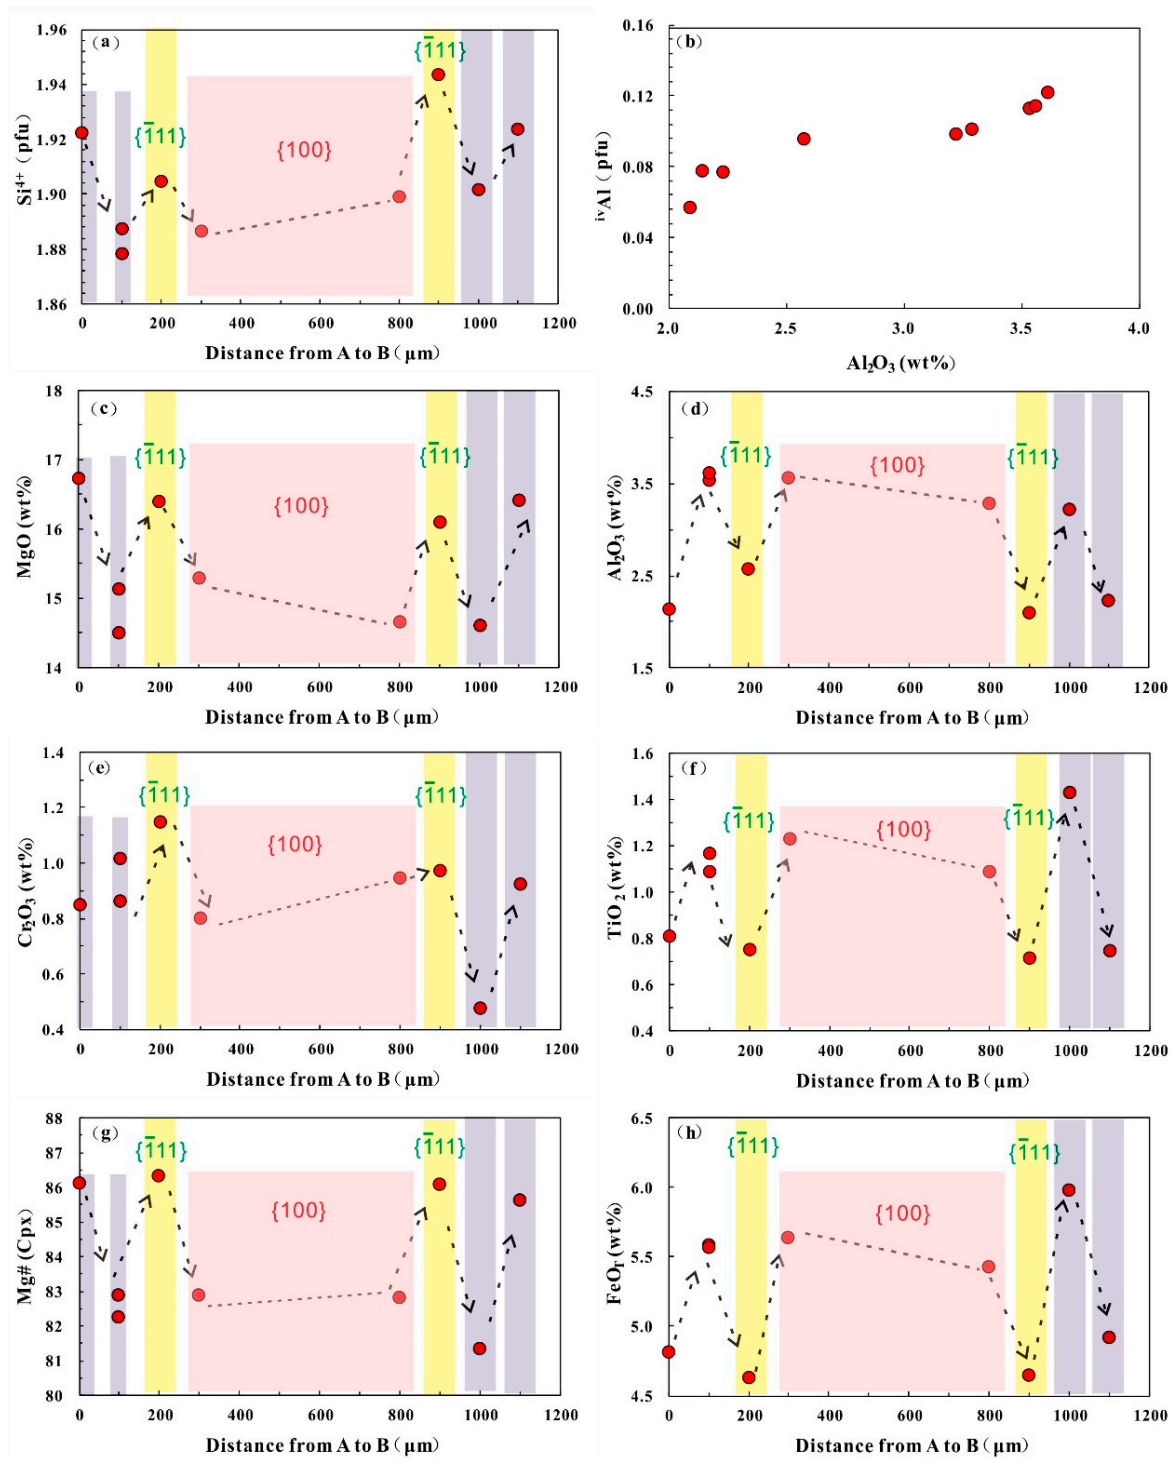 (a)
Si⁴⁺ (pfu)
1.96
1.94
1.92
1.90
1.88
1.86
{1̅11}
{100}
{1̅11}
0 200 400 600 800 1000 1200
Distance from A to B (μm)
(b)
ⁱᵛAl (pfu)
0.16
0.12
0.08
0.04
0.00
2.0 2.5 3.0 3.5 4.0
Al₂O₃ (wt%)
(c)
MgO (wt%)
18
17
16
15
14
{1̅11}
{100}
{1̅11}
0 200 400 600 800 1000 1200
Distance from A to B (μm)
(d)
Al₂O₃ (wt%)
4.5
3.5
2.5
1.5
{1̅11}
{100}
{1̅11}
0 200 400 600 800 1000 1200
Distance from A to B (μm)
(e)
Cr₂O₃ (wt%)
1.4
1.2
1.0
0.8
0.6
0.4
{1̅11}
{100}
{1̅11}
0 200 400 600 800 1000 1200
Distance from A to B (μm)
(f)
TiO₂ (wt%)
1.6
1.4
1.2
1.0
0.8
0.6
0.4
{1̅11}
{100}
{1̅11}
0 200 400 600 800 1000 1200
Distance from A to B (μm)
(g)
Mg# (Cpx)
88
87
86
85
84
83
82
81
80
{1̅11}
{100}
{1̅11}
0 200 400 600 800 1000 1200
Distance from A to B (μm)
(h)
FeO_T (wt%)
6.5
6.0
5.5
5.0
4.5
{1̅11}
{100}
{1̅11}
0 200 400 600 800 1000 1200
Distance from A to B (μm)